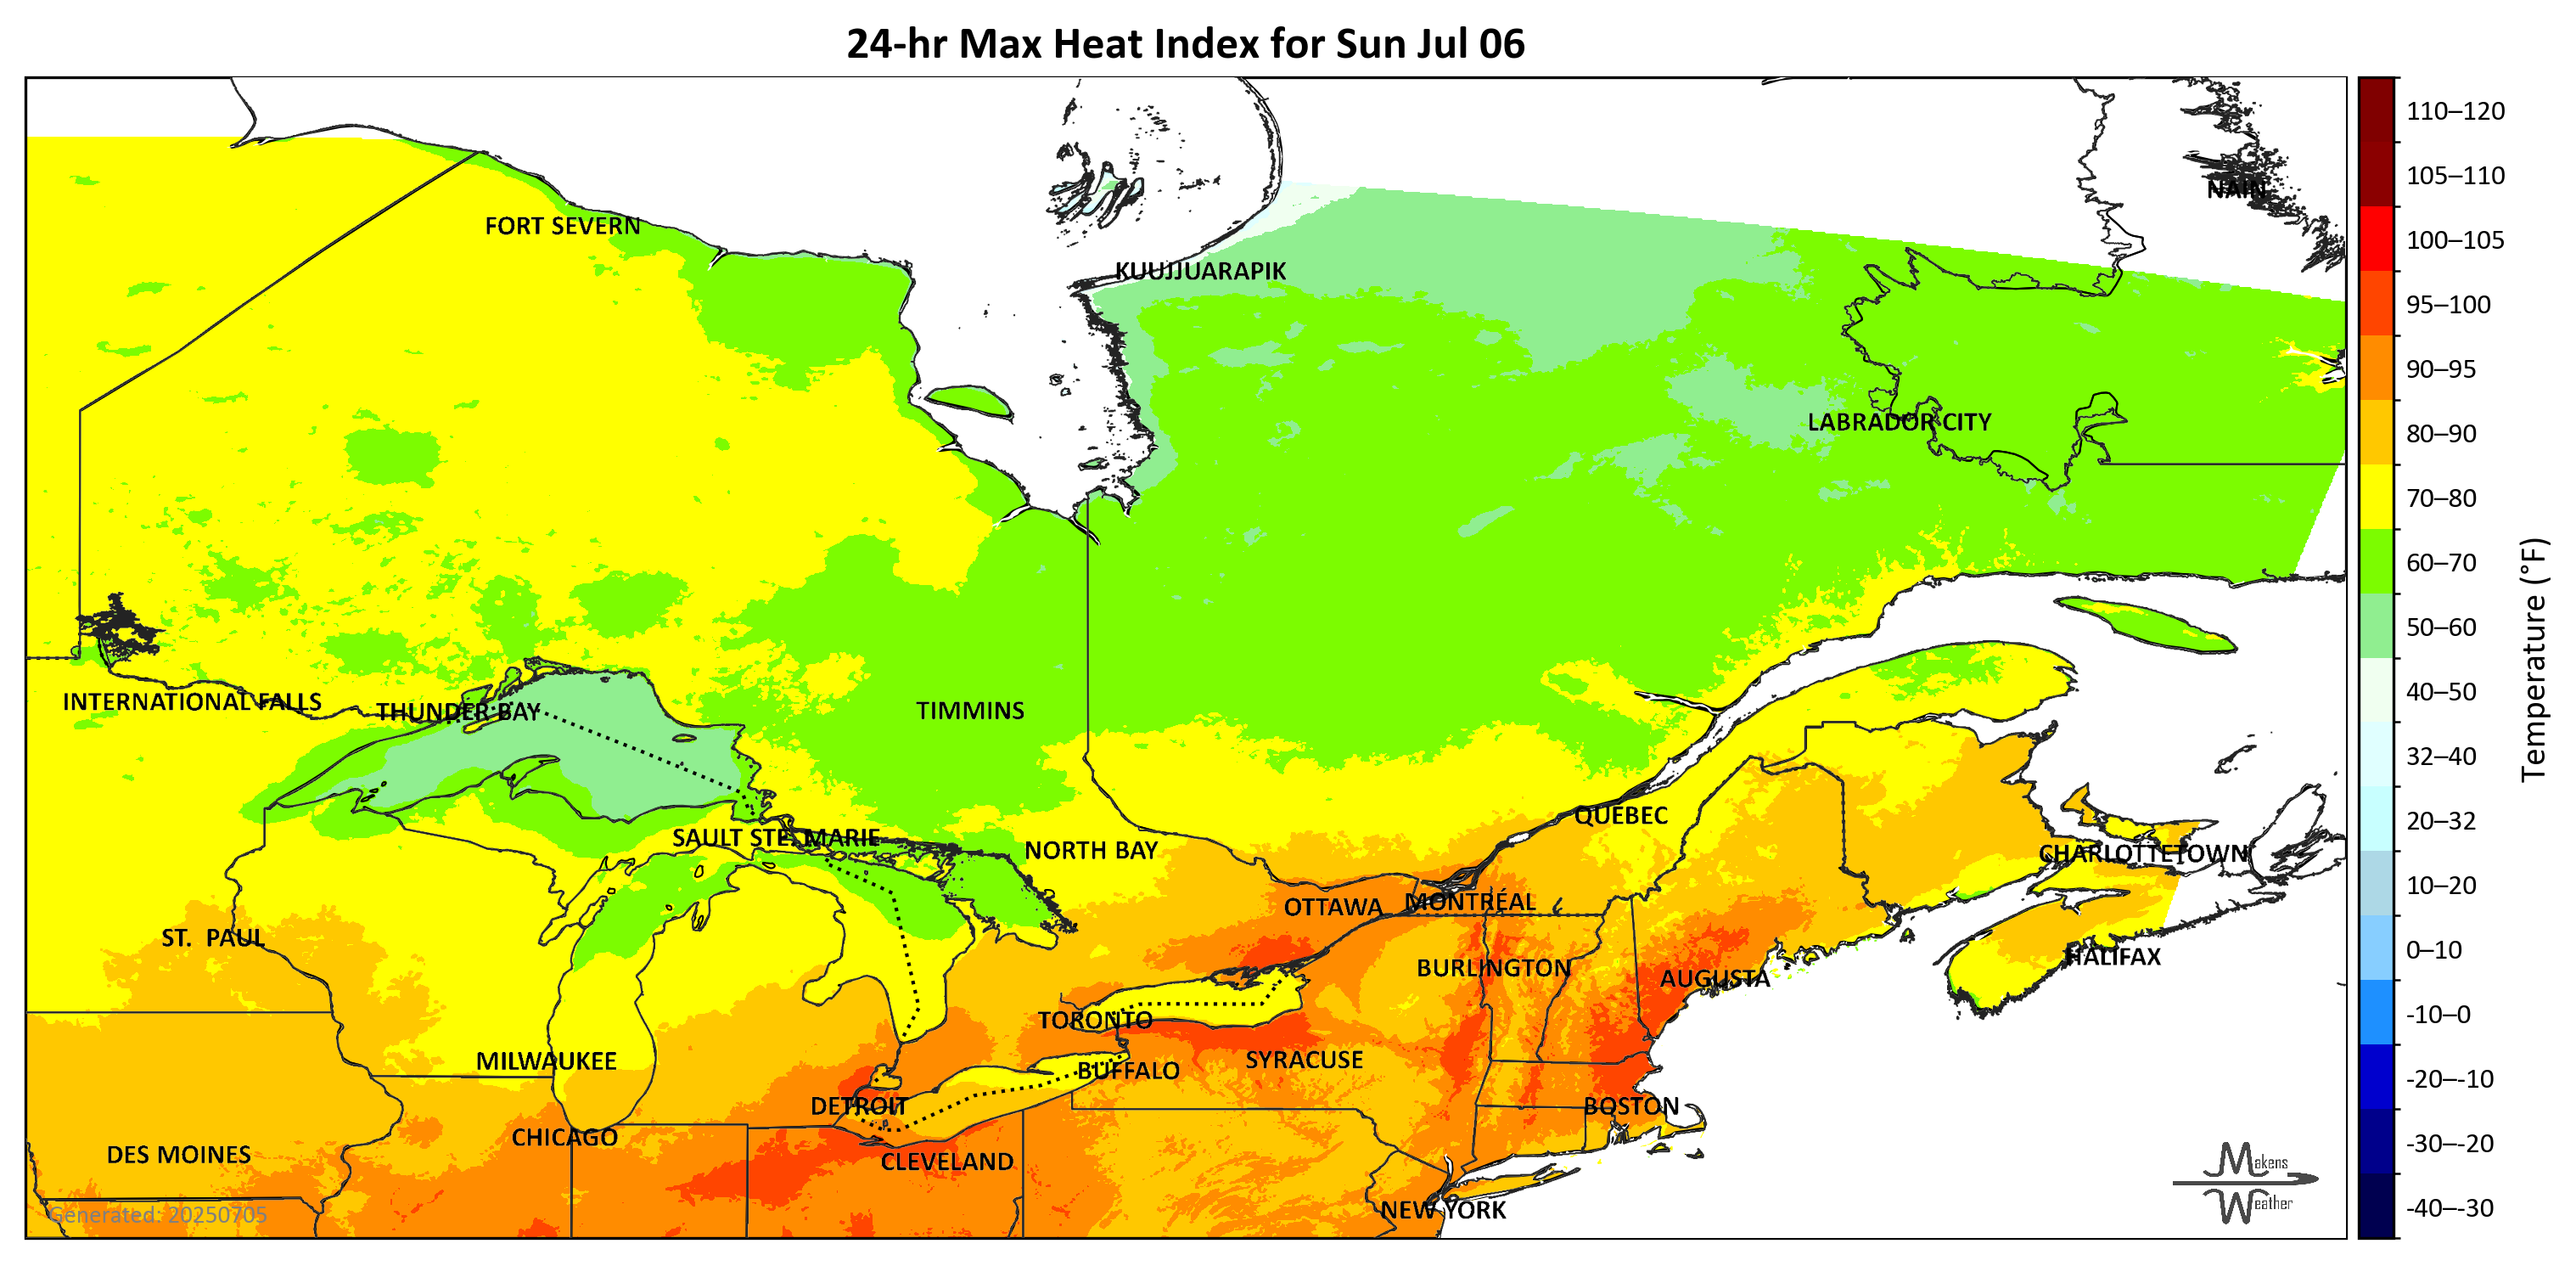 24-hr Max Heat Index for Sun Jul 06
110–120
105–110
NAIN
FORT SEVERN
100–105
KUUJJUARAPIK
95–100
90–95
LABRADOR CITY
80–90
70–80
60–70
50–60
Temperature (°F)
40–50
INTERNATIONAL FALLS
THUNDER BAY
TIMMINS
32–40
QUÉBEC
20–32
SAULT STE. MARIE
NORTH BAY
CHARLOTTETOWN
10–20
OTTAWA
MONTRÉAL
ST. PAUL
0–10
HALIFAX
BURLINGTON
AUGUSTA
-10–0
TORONTO
MILWAUKEE
SYRACUSE
BUFFALO
-20–-10
DETROIT
BOSTON
CHICAGO
-30–-20
DES MOINES
CLEVELAND
Makens
Weather
NEW YORK
-40–-30
Generated: 20250705